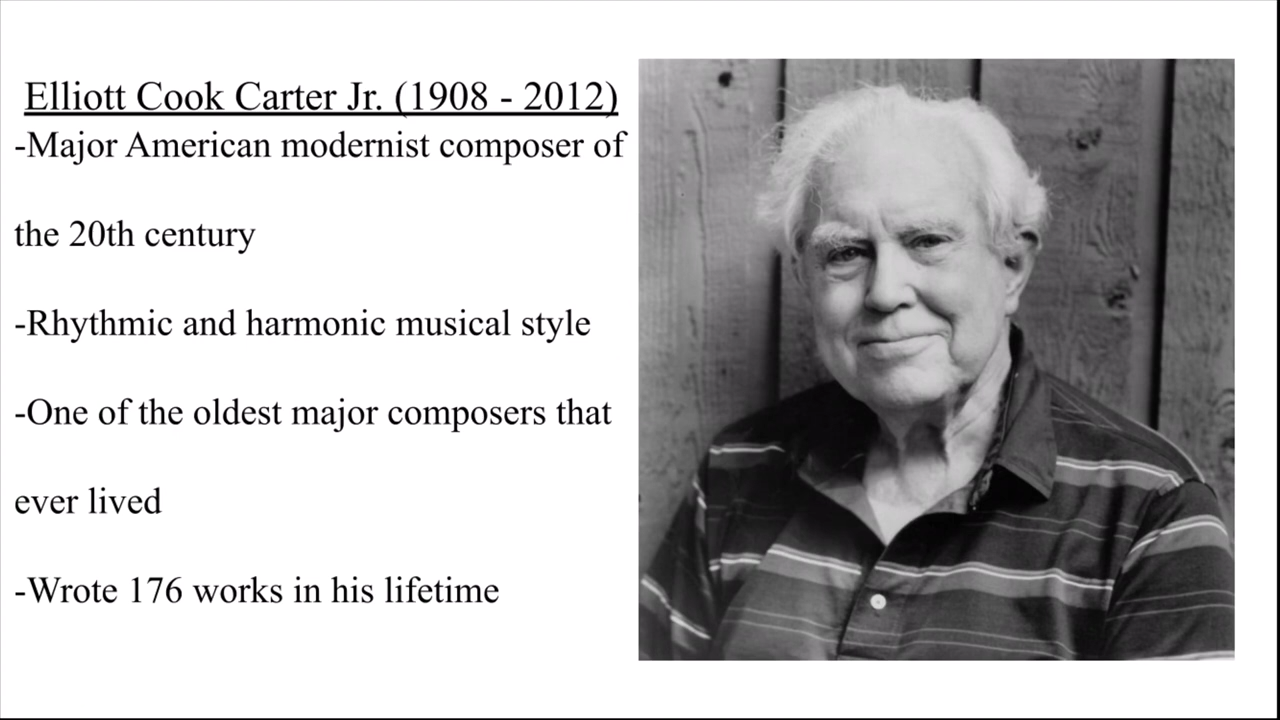 Elliott Cook Carter Jr. (1908 - 2012)
-Major American modernist composer of
the 20th century
-Rhythmic and harmonic musical style
-One of the oldest major composers that
ever lived
-Wrote 176 works in his lifetime